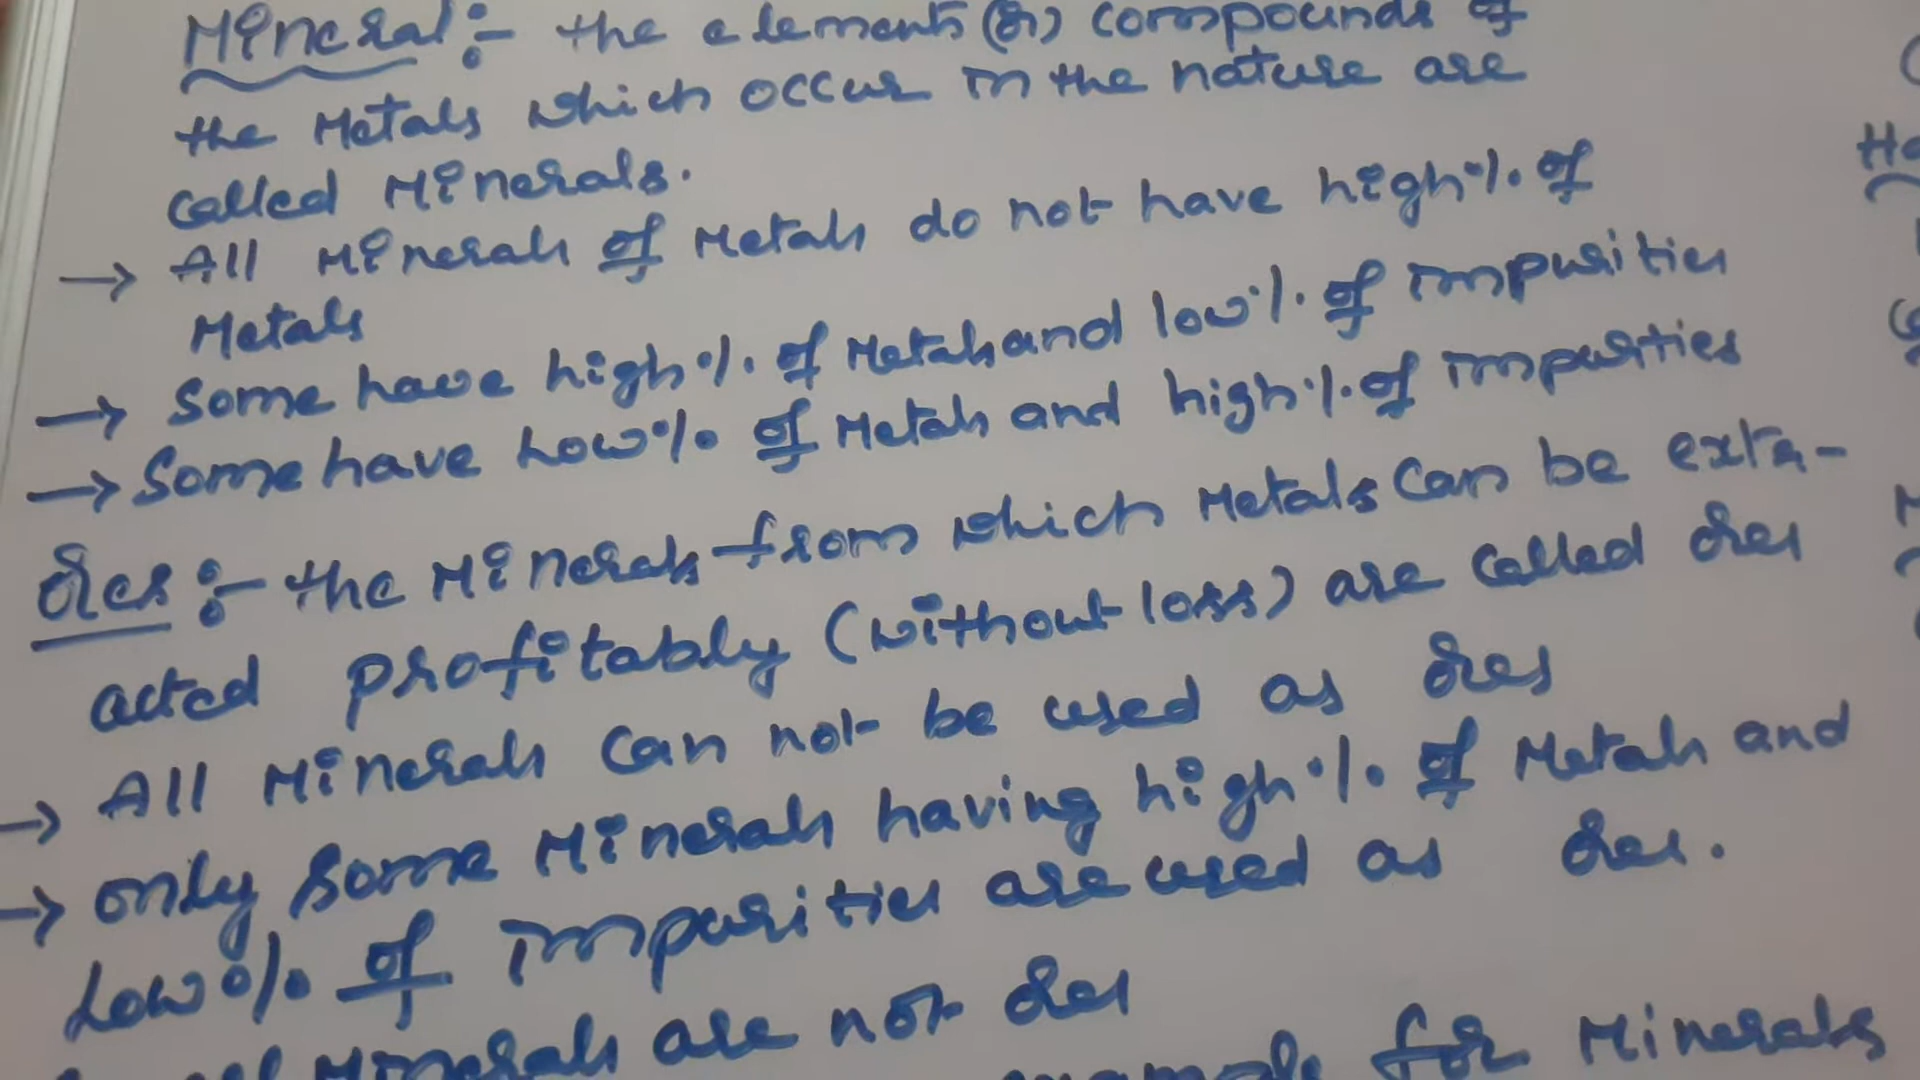 Mineral :- the elements (or) compounds of
the Metals which occur in the nature are
called Minerals.
→ All Minerals of Metals do not have high % of
Metals
→ Some have high % of Metals and low % of impurities
→ Some have Low % of Metals and high % of impurities
Ores :- the Minerals from which Metals can be extr-
acted profitably (without loss) are called ores
→ All Minerals can not be used as ores
→ only some Minerals having high % of Metals and
Low % of impurities are used as ores.
Minerals are not ores
for Minerals